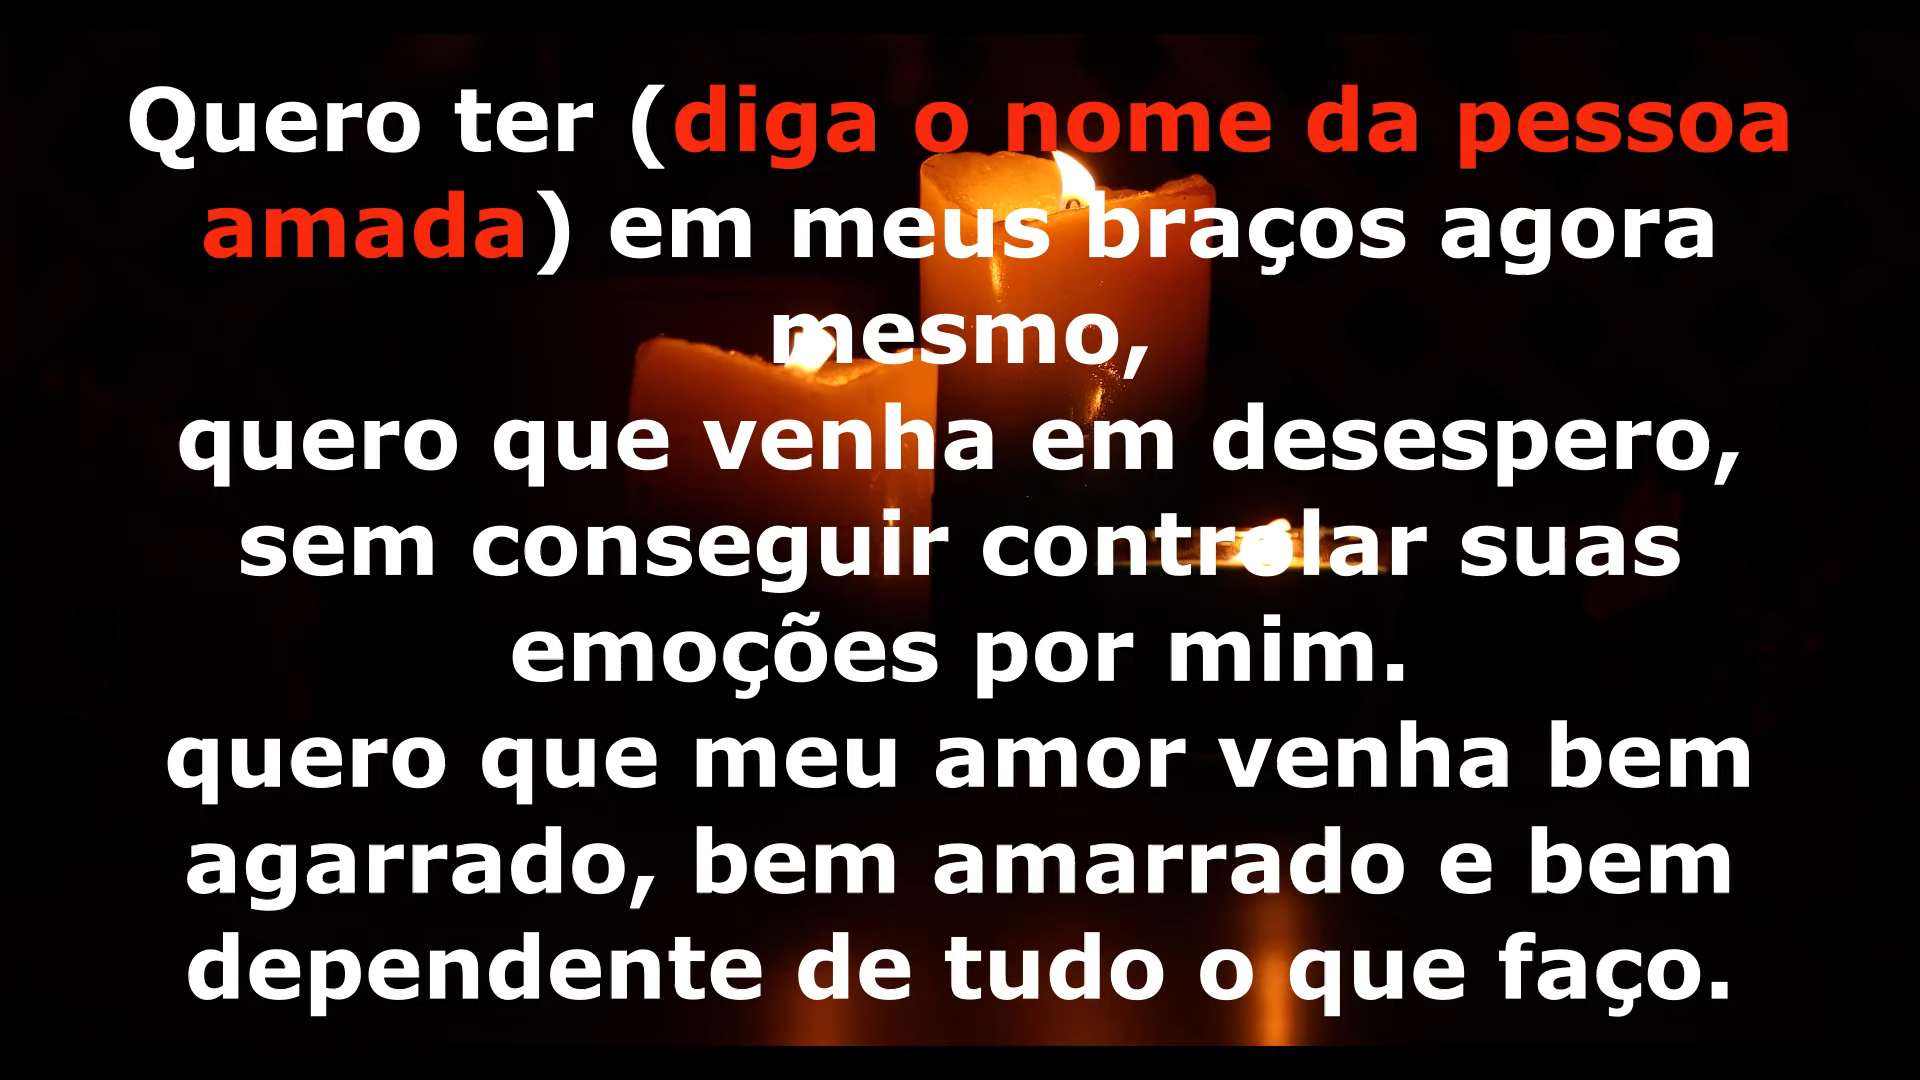 Quero ter (diga o nome da pessoa
amada) em meus braços agora
mesmo,
quero que venha em desespero,
sem conseguir controlar suas
emoções por mim.
quero que meu amor venha bem
agarrado, bem amarrado e bem
dependente de tudo o que faço.